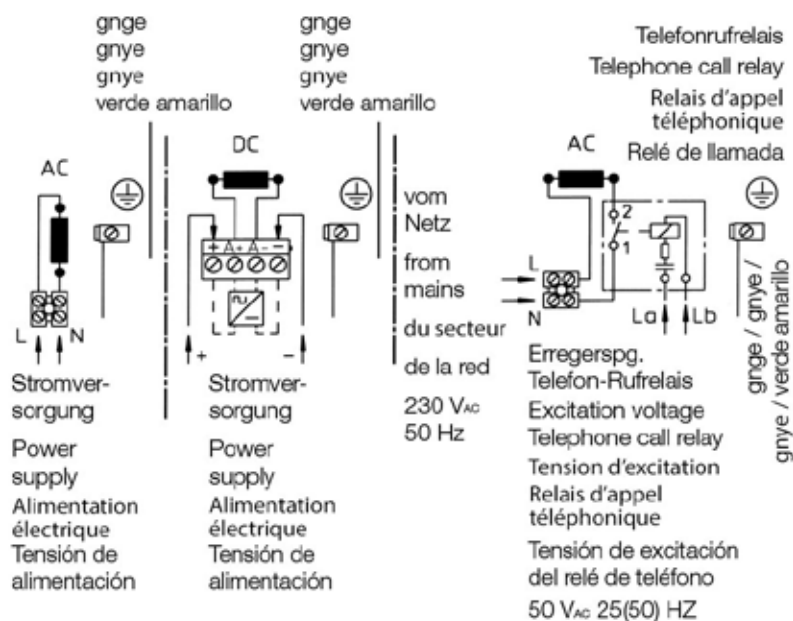 gnge
gnye
gnye
verde amarillo
AC
L
N
Stromver-
sorgung
Power
supply
Alimentation
électrique
Tensión de
alimentación
gnge
gnye
gnye
verde amarillo
DC
+ A+ A- -
+
-
Stromver-
sorgung
Power
supply
Alimentation
électrique
Tensión de
alimentación
vom
Netz
from
mains
du secteur
de la red
230 VAC
50 Hz
Telefonrufrelais
Telephone call relay
Relais d'appel
téléphonique
Relé de llamada
AC
2
1
L
N
La
Lb
gnge / gnye /
gnye / verde amarillo
Erregerspg.
Telefon-Rufrelais
Excitation voltage
Telephone call relay
Tension d'excitation
Relais d'appel
téléphonique
Tensión de excitación
del relé de teléfono
50 VAC 25(50) HZ